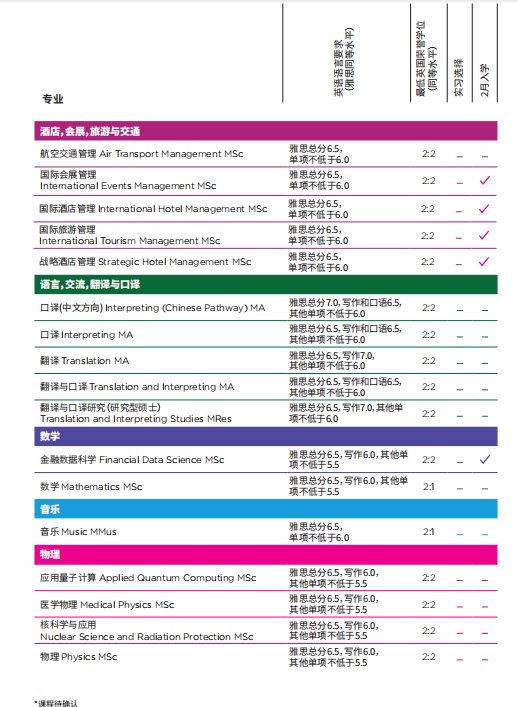 专业
英语语言要求
(雅思同等水平)
最低英国荣誉学位
(同等水平)
实习选择
2月入学
酒店,会展,旅游与交通
航空交通管理 Air Transport Management MSc
雅思总分6.5,
单项不低于6.0
2:2
国际会展管理
International Events Management MSc
雅思总分6.5,
单项不低于6.0
2:2
国际酒店管理 International Hotel Management MSc
雅思总分6.5,
单项不低于6.0
2:2
国际旅游管理
International Tourism Management MSc
雅思总分6.5,
单项不低于6.0
2:2
战略酒店管理 Strategic Hotel Management MSc
雅思总分6.5,
单项不低于6.0
2:2
语言,交流,翻译与口译
口译(中文方向) Interpreting (Chinese Pathway) MA
雅思总分7.0,写作和口语6.5,
其他单项不低于6.0
2:2
口译 Interpreting MA
雅思总分6.5,写作和口语6.5,
其他单项不低于6.0
2:2
翻译 Translation MA
雅思总分6.5,写作7.0,
其他单项不低于6.0
2:2
翻译与口译 Translation and Interpreting MA
雅思总分6.5,写作和口语6.5,
其他单项不低于6.0
2:2
翻译与口译研究(研究型硕士)
Translation and Interpreting Studies MRes
雅思总分6.5,写作7.0,其他单
项不低于6.0
2:2
数学
金融数据科学 Financial Data Science MSc
雅思总分6.5,写作6.0,其他单
项不低于5.5
2:2
数学 Mathematics MSc
雅思总分6.5,写作6.0,其他单
项不低于5.5
2:1
音乐
音乐 Music MMus
雅思总分6.5,
单项不低于6.0
2:1
物理
应用量子计算 Applied Quantum Computing MSc
雅思总分6.5,写作6.0,
其他单项不低于5.5
2:2
医学物理 Medical Physics MSc
雅思总分6.5,写作6.0,
其他单项不低于5.5
2:2
核科学与应用
Nuclear Science and Radiation Protection MSc
雅思总分6.5,写作6.0,
其他单项不低于5.5
2:2
物理 Physics MSc
雅思总分6.5,写作6.0,
其他单项不低于5.5
2:2
*课程待确认